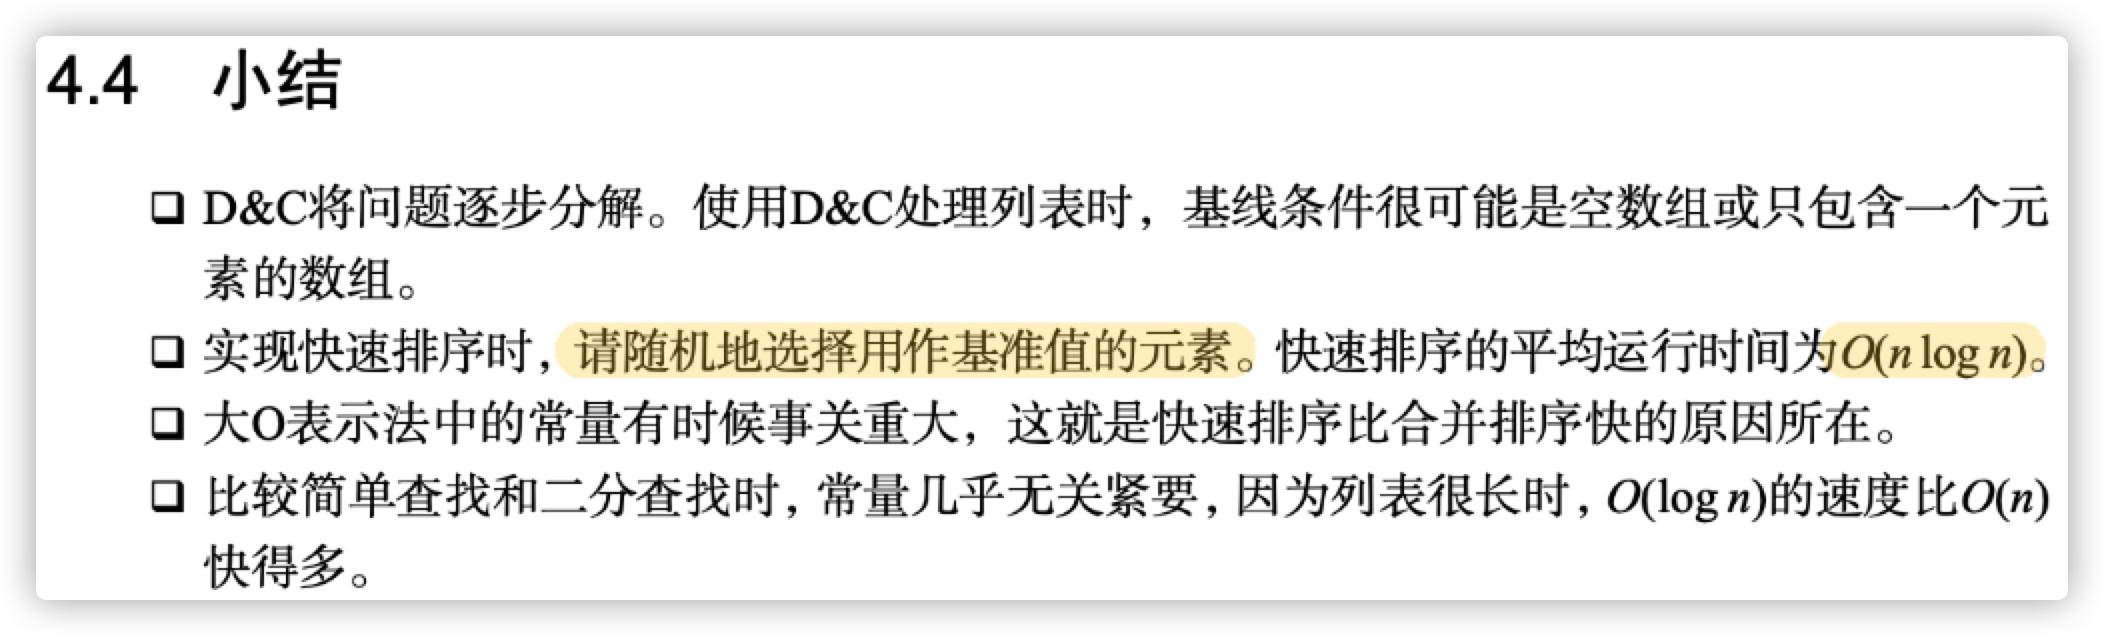 4.4 小结
❑ D&C将问题逐步分解。使用D&C处理列表时，基线条件很可能是空数组或只包含一个元
素的数组。
❑ 实现快速排序时，请随机地选择用作基准值的元素。快速排序的平均运行时间为O(n log n)。
❑ 大O表示法中的常量有时候事关重大，这就是快速排序比合并排序快的原因所在。
❑ 比较简单查找和二分查找时，常量几乎无关紧要，因为列表很长时，O(log n)的速度比O(n)
快得多。